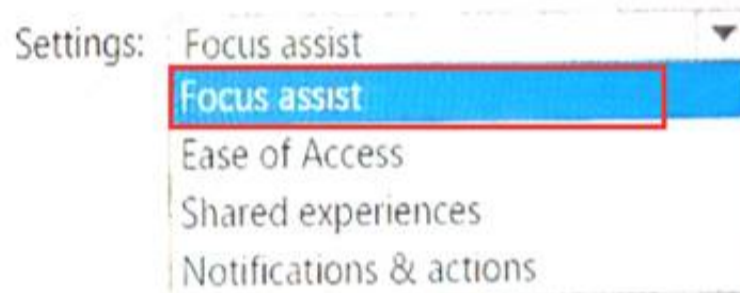 Settings: Focus assist
Focus assist
Ease of Access
Shared experiences
Notifications & actions